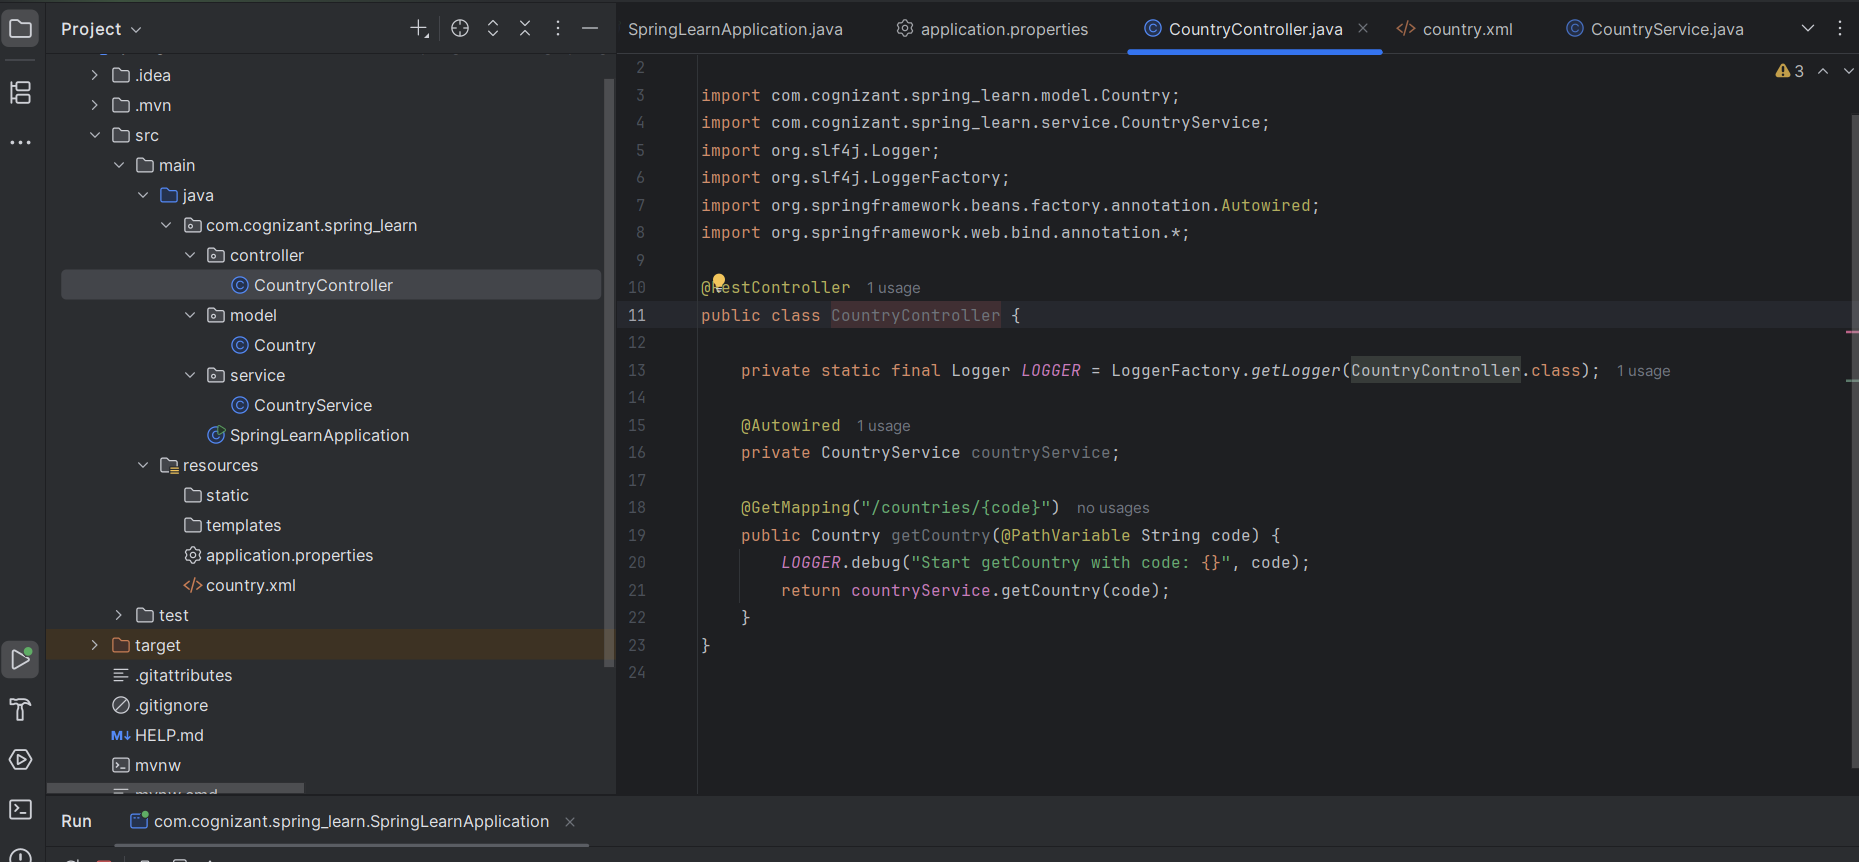 Project
SpringLearnApplication.java
application.properties
CountryController.java
country.xml
CountryService.java
.idea
.mvn
src
main
java
com.cognizant.spring_learn
controller
CountryController
model
Country
service
CountryService
SpringLearnApplication
resources
static
templates
application.properties
country.xml
test
target
.gitattributes
.gitignore
M↓ HELP.md
mvnw
mvnw.cmd
3
2
3 import com.cognizant.spring_learn.model.Country;
4 import com.cognizant.spring_learn.service.CountryService;
5 import org.slf4j.Logger;
6 import org.slf4j.LoggerFactory;
7 import org.springframework.beans.factory.annotation.Autowired;
8 import org.springframework.web.bind.annotation.*;
9
10 @RestController 1 usage
11 public class CountryController {
12
13 private static final Logger LOGGER = LoggerFactory.getLogger(CountryController.class); 1 usage
14
15 @Autowired 1 usage
16 private CountryService countryService;
17
18 @GetMapping("/countries/{code}") no usages
19 public Country getCountry(@PathVariable String code) {
20 LOGGER.debug("Start getCountry with code: {}", code);
21 return countryService.getCountry(code);
22 }
23 }
24
Run
com.cognizant.spring_learn.SpringLearnApplication